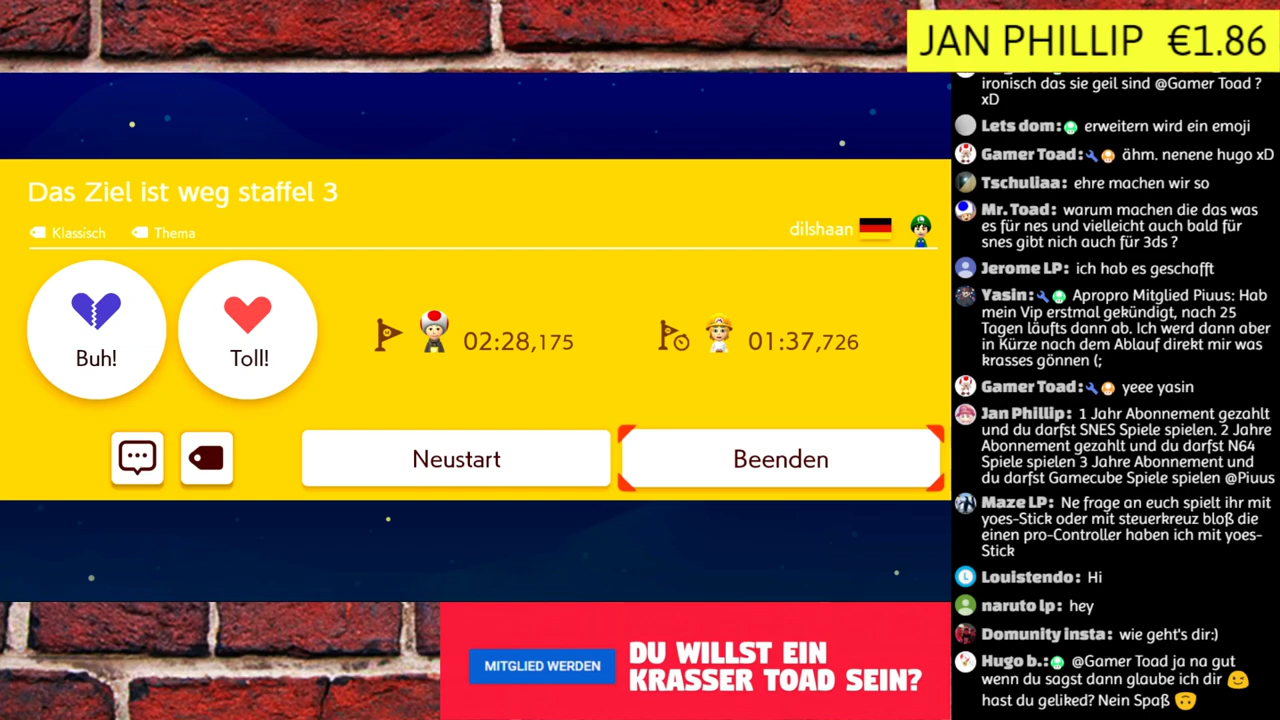 JAN PHILLIP €1.86
ironisch das sie geil sind @Gamer Toad ?
xD
Lets dom: erweitern wird ein emoji
Gamer Toad: ähm. nenene hugo xD
Tschuliaa: ehre machen wir so
Mr. Toad: warum machen die das was
es für nes und vielleicht auch bald für
snes gibt nich auch für 3ds ?
Jerome LP: ich hab es geschafft
Yasin: Apropro Mitglied Piuus: Hab
mein Vip erstmal gekündigt, nach 25
Tagen läufts dann ab. Ich werd dann aber
in Kürze nach dem Ablauf direkt mir was
krasses gönnen (;
Gamer Toad: yeee yasin
Jan Phillip: 1 Jahr Abonnement gezahlt
und du darfst SNES Spiele spielen. 2 Jahre
Abonnement gezahlt und du darfst N64
Spiele spielen 3 Jahre Abonnement und
du darfst Gamecube Spiele spielen @Piuus
Maze LP: Ne frage an euch spielt ihr mit
yoes-Stick oder mit steuerkreuz bloß die
einen pro-Controller haben ich mit yoes-
Stick
Louistendo: Hi
naruto lp: hey
Domunity insta: wie geht's dir:)
Hugo b.: @Gamer Toad ja na gut
wenn du sagst dann glaube ich dir 😉
hast du geliked? Nein Spaß 🙃
Das Ziel ist weg staffel 3
Klassisch Thema
dilshaan
Buh!
Toll!
02:28,175
01:37,726
Neustart
Beenden
MITGLIED WERDEN
DU WILLST EIN
KRASSER TOAD SEIN?